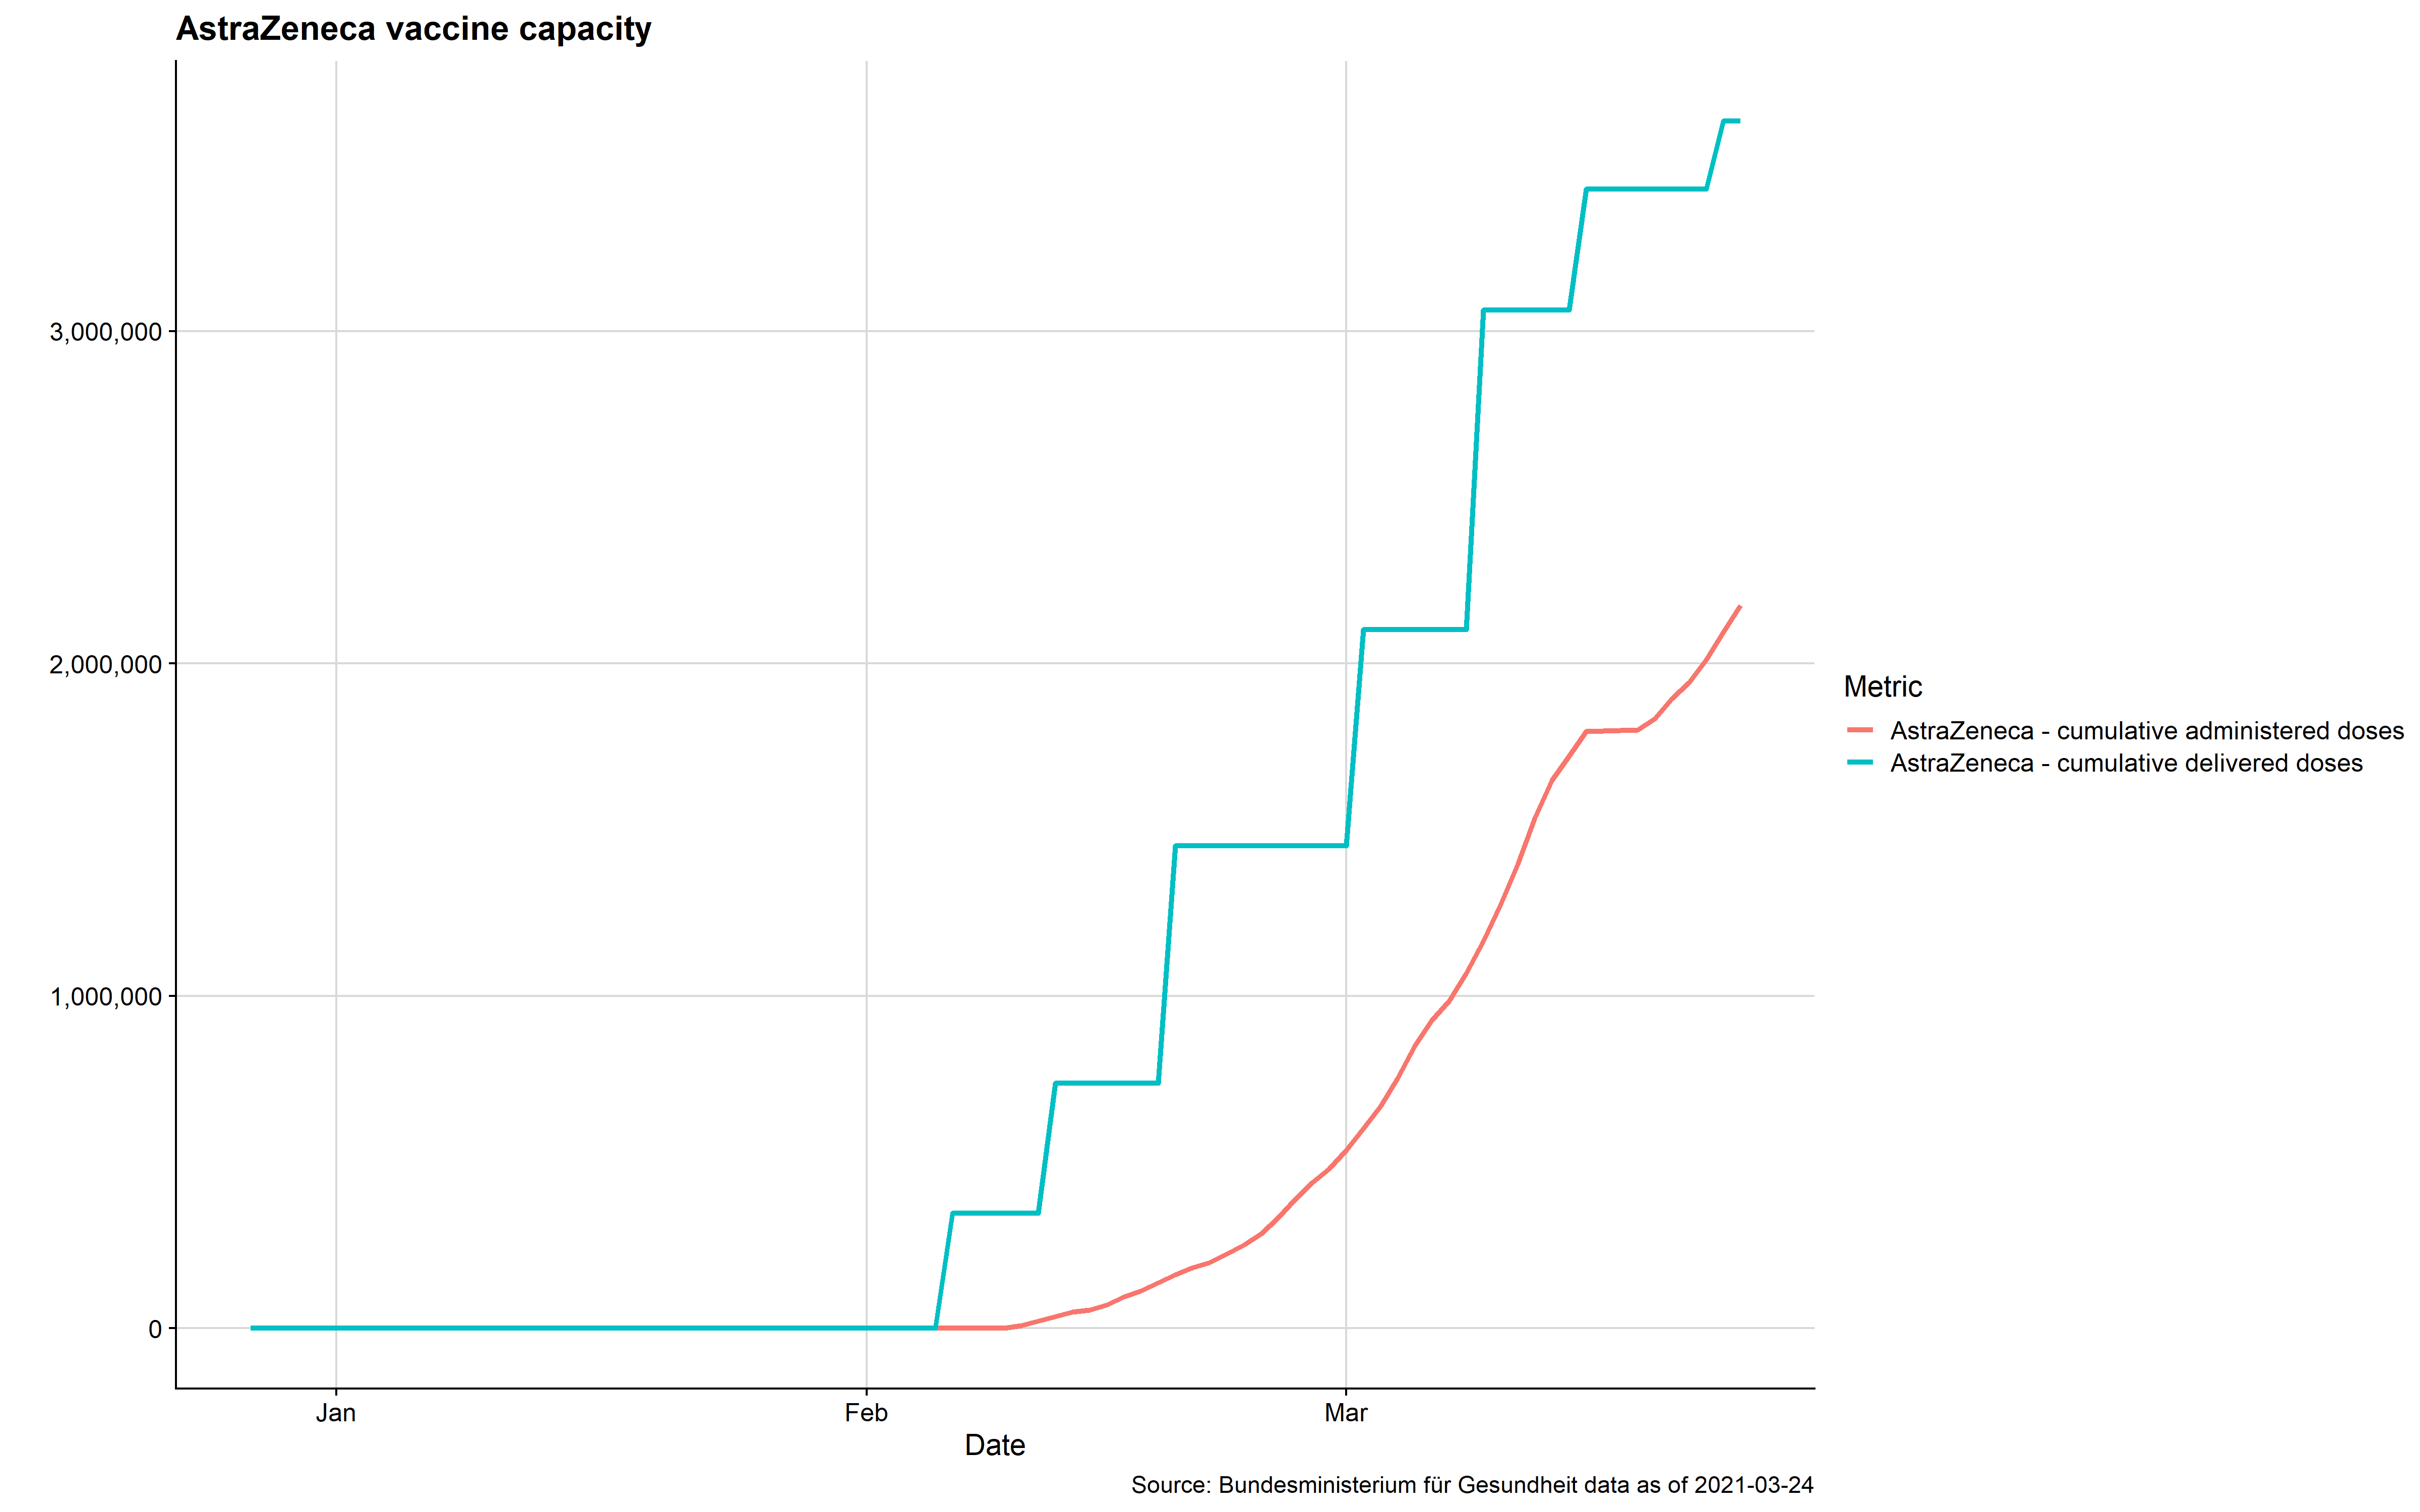 AstraZeneca vaccine capacity
3,000,000
2,000,000
1,000,000
0
Jan
Feb
Mar
Date
Metric
AstraZeneca - cumulative administered doses
AstraZeneca - cumulative delivered doses
Source: Bundesministerium für Gesundheit data as of 2021-03-24